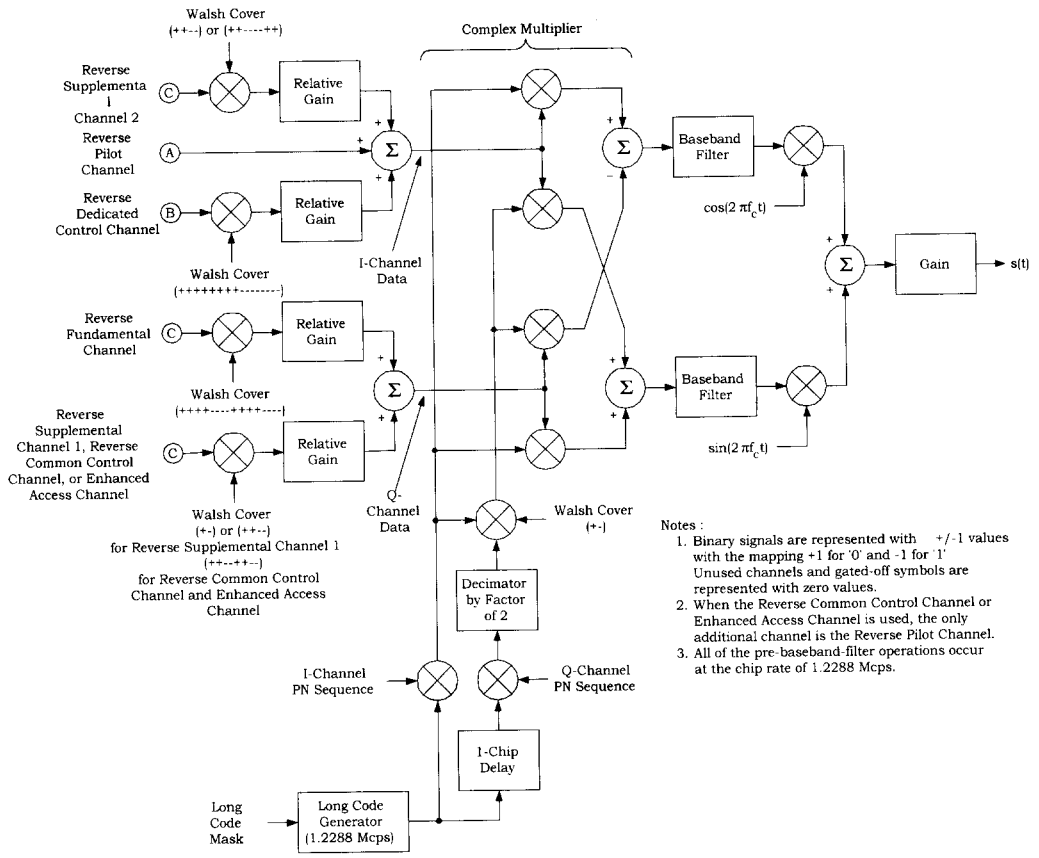 Walsh Cover
(++--) or (++----++)
Complex Multiplier
Reverse
Supplementa
l
Channel 2
C
Relative
Gain
Reverse
Pilot
Channel
A
Σ
Σ
Baseband
Filter
Reverse
Dedicated
Control Channel
B
Relative
Gain
cos(2 πf_c t)
Walsh Cover
(++++++++--------)
I-Channel
Data
Σ
Gain
s(t)
Reverse
Fundamental
Channel
C
Relative
Gain
Walsh Cover
(++++----++++----)
Σ
Σ
Baseband
Filter
Reverse
Supplemental
Channel 1, Reverse
Common Control
Channel, or Enhanced
Access Channel
C
Relative
Gain
sin(2 πf_c t)
Walsh Cover
(+-) or (++--)
for Reverse Supplemental Channel 1
(++--++--)
for Reverse Common Control
Channel and Enhanced Access
Channel
Q-
Channel
Data
Walsh Cover
(+-)
Decimator
by Factor
of 2
I-Channel
PN Sequence
Q-Channel
PN Sequence
1-Chip
Delay
Long
Code
Mask
Long Code
Generator
(1.2288 Mcps)
Notes :
1. Binary signals are represented with +/-1 values
with the mapping +1 for '0' and -1 for '1'
Unused channels and gated-off symbols are
represented with zero values.
2. When the Reverse Common Control Channel or
Enhanced Access Channel is used, the only
additional channel is the Reverse Pilot Channel.
3. All of the pre-baseband-filter operations occur
at the chip rate of 1.2288 Mcps.